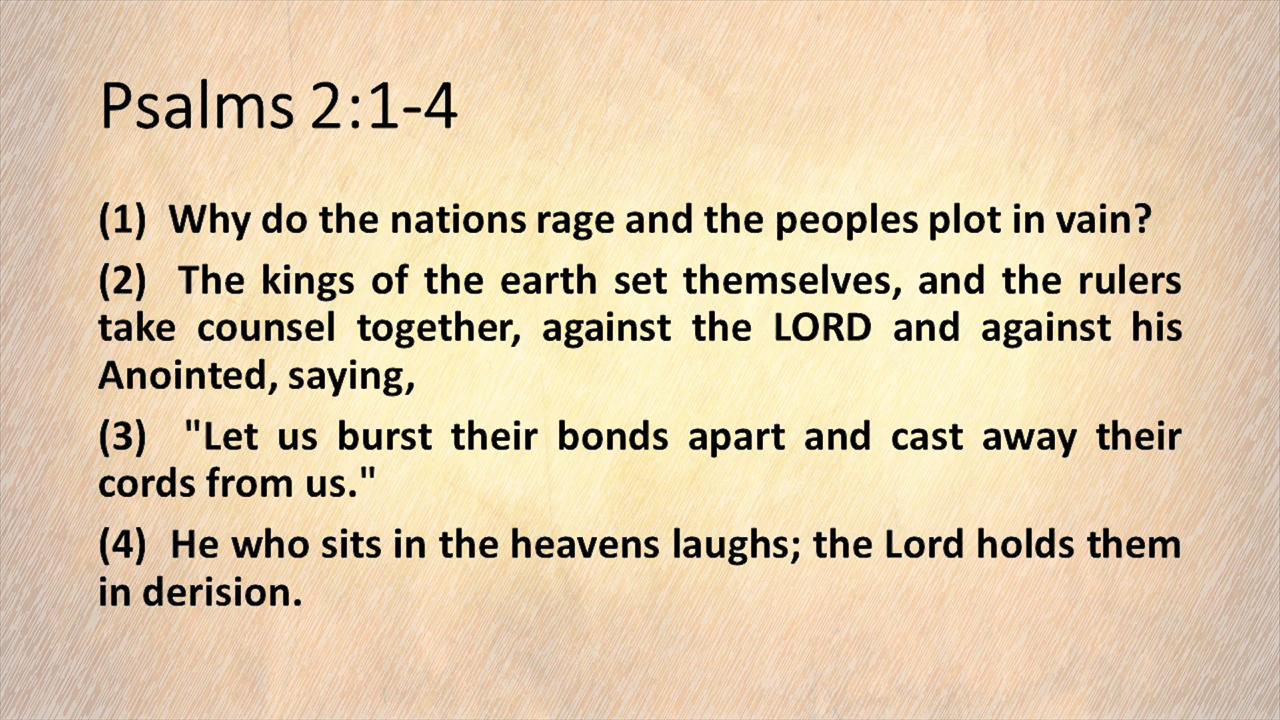 Psalms 2:1-4
(1) Why do the nations rage and the peoples plot in vain?
(2) The kings of the earth set themselves, and the rulers
take counsel together, against the LORD and against his
Anointed, saying,
(3) "Let us burst their bonds apart and cast away their
cords from us."
(4) He who sits in the heavens laughs; the Lord holds them
in derision.